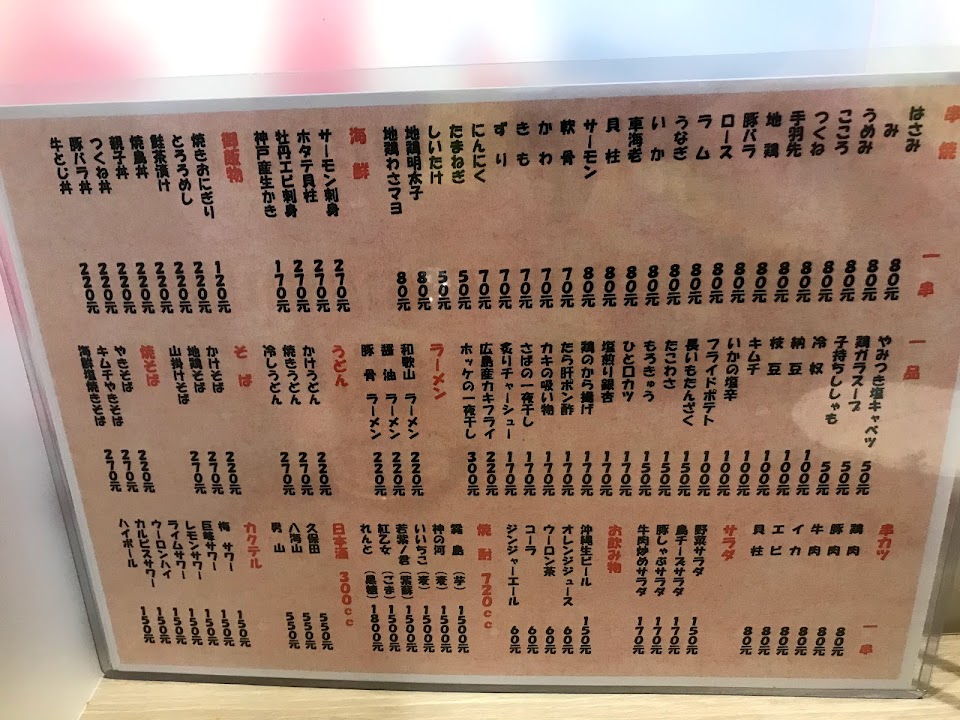 串焼 一串
はさみ 80元
み 80元
うめみ 80元
こころ 80元
つくね 80元
手羽先 80元
地鶏 80元
豚バラ 80元
ロース 80元
ラム 80元
うなぎ 80元
いか 80元
車海老 80元
貝柱 80元
サーモン 80元
軟骨 70元
かわ 70元
きも 70元
ずり 70元
にんにく 70元
たまねぎ 50元
しいたけ 50元
地鶏明太子 80元
地鶏わさマヨ 80元
海鮮
サーモン刺身 270元
ホタテ貝柱 270元
牡丹エビ刺身 270元
神戸産生かき 170元
御飯物
焼きおにぎり 120元
とろろめし 220元
鮭茶漬け 220元
焼鳥丼 220元
親子丼 220元
つくね丼 220元
豚バラ丼 220元
牛とじ丼 220元
一品
やみつき塩キャベツ 50元
鶏ガラスープ 50元
子持ちししゃも 50元
冷奴 100元
納豆 100元
枝豆 100元
キムチ 100元
いかの塩辛 100元
フライドポテト 100元
長いもたんざく 150元
たこわさ 150元
もろきゅう 150元
ひと口カツ 170元
塩煎り銀杏 170元
鶏のから揚げ 170元
たら肝ポン酢 170元
カキの吸い物 170元
さばの一夜干し 170元
炙りチャーシュー 170元
広島産カキフライ 220元
ホッケの一夜干し 300元
ラーメン
和歌山 ラーメン 220元
醤油 ラーメン 220元
豚骨 ラーメン 220元
うどん
かけうどん 220元
焼きうどん 270元
冷しうどん 270元
そば
かけそば 220元
地鶏そば 270元
山掛けそば 270元
焼そば
やきそば 220元
キムチやきそば 270元
海鮮塩焼きそば 270元
串カツ 一串
鶏肉 80元
豚肉 80元
牛肉 80元
イカ 80元
エビ 80元
貝柱 80元
サラダ
野菜サラダ 150元
島チーズサラダ 170元
豚しゃぶサラダ 170元
牛肉炒めサラダ 170元
お飲み物
沖縄生ビール 150元
オレンジジュース 60元
ウーロン茶 60元
コーラ 60元
ジンジャーエール 60元
焼酎 720cc
霧島 (芋) 1500元
神の河 (麦) 1500元
いいちこ (麦) 1500元
若紫ノ君 (紫蘇) 1500元
紅乙女 (ごま) 1500元
れんと (黒糖) 1800元
日本酒 300cc
久保田 550元
八海山 550元
男山 550元
カクテル
梅サワー 150元
巨峰サワー 150元
レモンサワー 150元
ライムサワー 150元
ウーロンハイ 150元
カルピスサワー 150元
ハイボール 150元